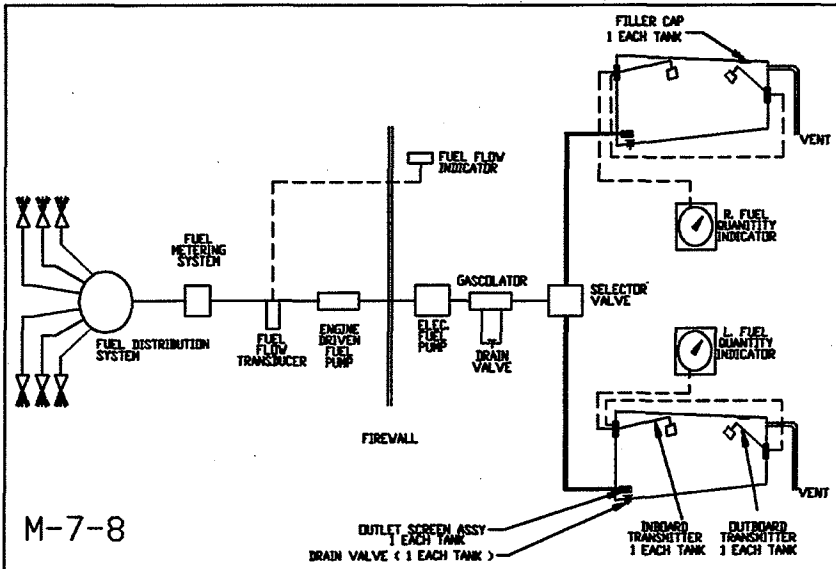 FILLER CAP
1 EACH TANK
VENT
FUEL FLOW
INDICATOR
R. FUEL
QUANTITY
INDICATOR
FUEL
METERING
SYSTEM
GASCOLATOR
SELECTOR
VALVE
FUEL DISTRIBUTION
SYSTEM
FUEL
FLOW
TRANSDUCER
ENGINE
DRIVEN
FUEL
PUMP
ELEC.
FUEL
PUMP
DRAIN
VALVE
L. FUEL
QUANTITY
INDICATOR
FIREWALL
VENT
M-7-8
OUTLET SCREEN ASSY
1 EACH TANK
DRAIN VALVE ( 1 EACH TANK )
INBOARD
TRANSMITTER
1 EACH TANK
OUTBOARD
TRANSMITTER
1 EACH TANK